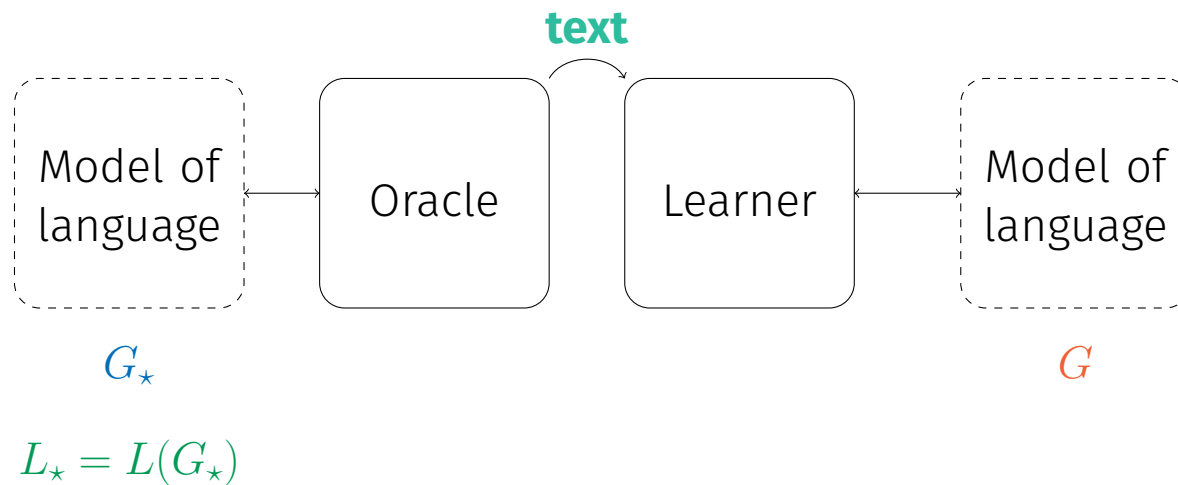 text
Model of
language
Oracle
Learner
Model of
language
G⋆
G
L⋆ = L(G⋆)